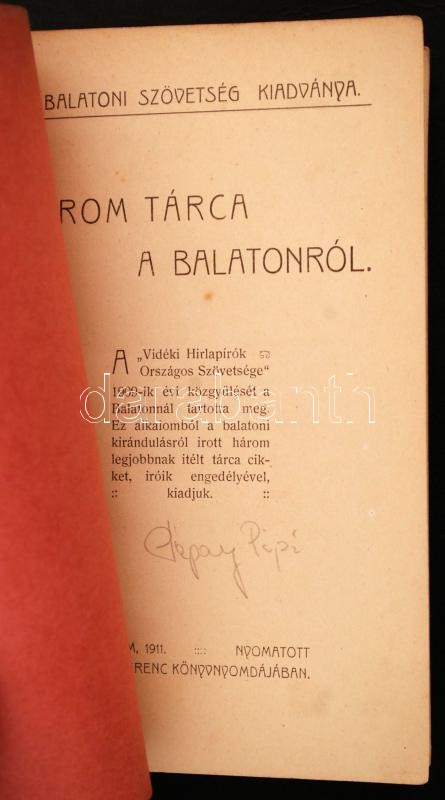 BALATONI SZÖVETSÉG KIADVÁNYA.
ROM TÁRCA
A BALATONRÓL.
A „Vidéki Hirlapírók
Országos Szövetsége“
1909-ik évi közgyűlését a
Balatonnál tartotta meg.
Ez alkalomból a balatoni
kirándulásról irott három
legjobbnak itélt tárca cik-
ket, iróik engedélyével,
:: kiadjuk. ::
M, 1911. :::: NYOMATOTT
RENC KÖNYVNYOMDÁJÁBAN.
darabanth